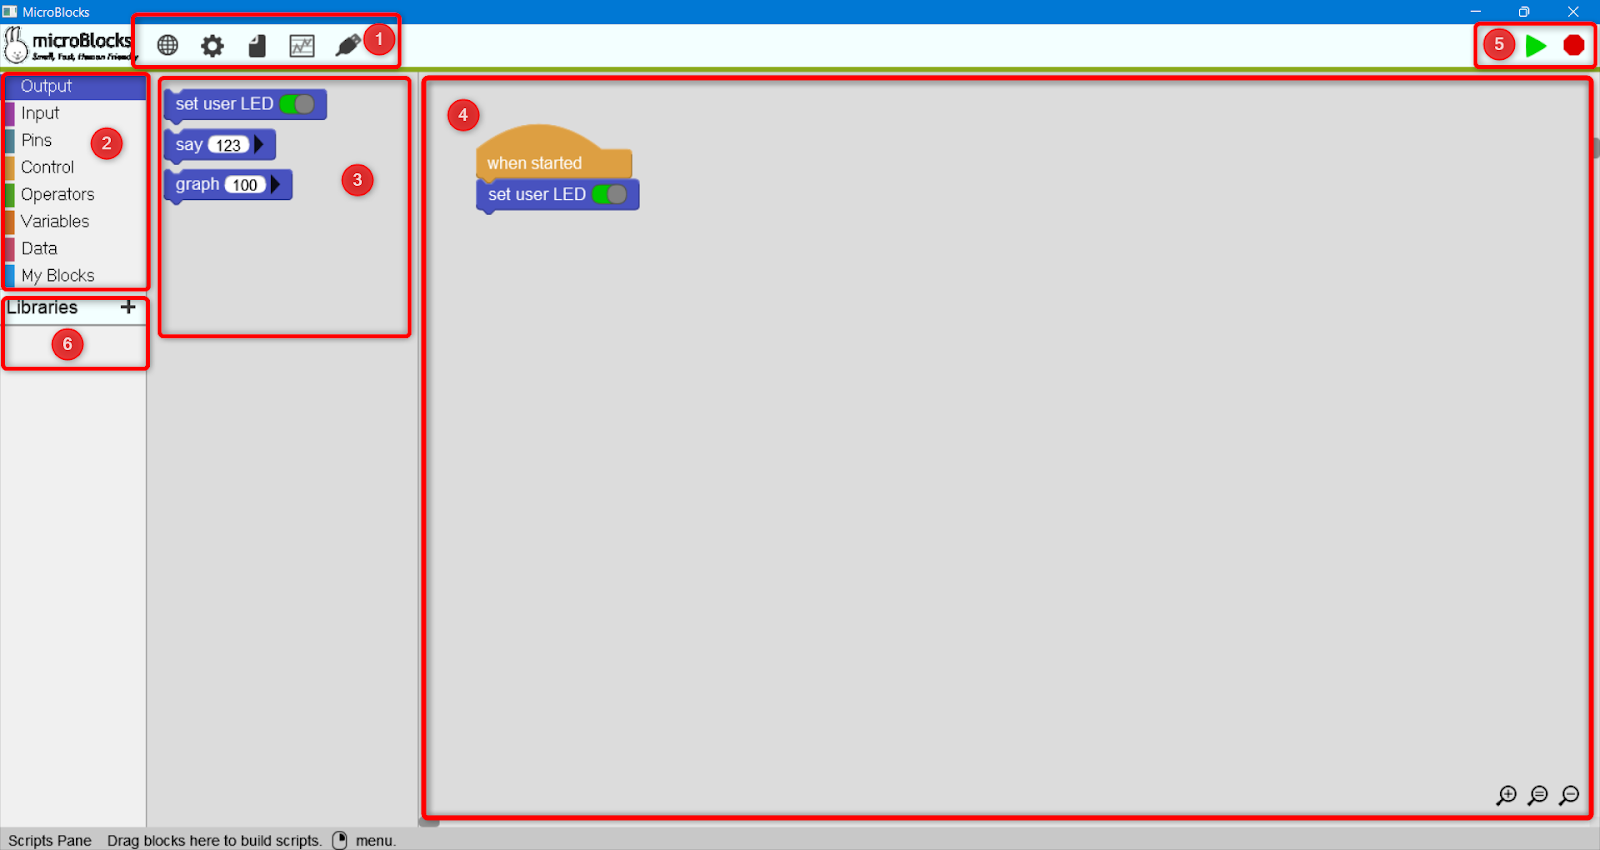 MicroBlocks
microBlocks
Small, Fast, Human Friendly
1
5
Output
Input
Pins
Control
Operators
Variables
Data
My Blocks
2
Libraries +
6
set user LED
say 123
graph 100
3
4
when started
set user LED
Scripts Pane Drag blocks here to build scripts. menu.